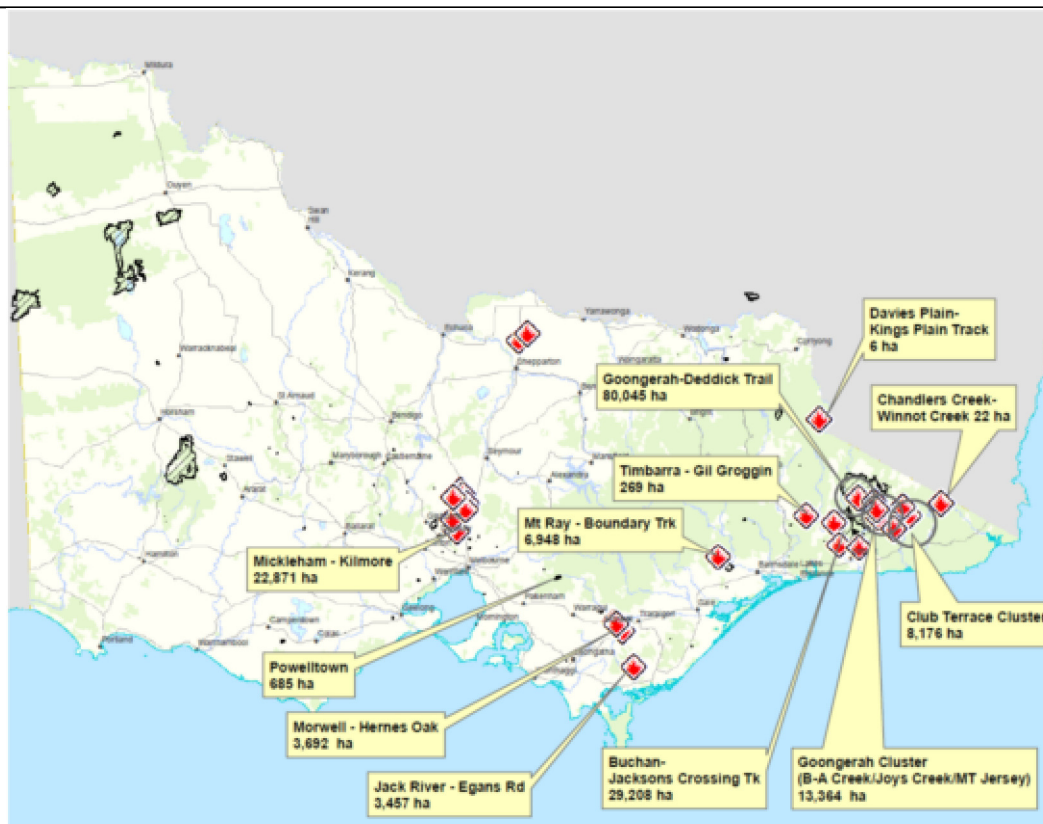 Mildura
Ouyen
Swan
Hill
Kerang
Echuca
Yarrawonga
Wodonga
Corryong
Davies Plain-
Kings Plain Track
6 ha
Warracknabeal
Shepparton
Wangaratta
Goongerah-Deddick Trail
80,045 ha
Chandlers Creek-
Winnot Creek 22 ha
St Arnaud
Horsham
Bendigo
Bright
Stawell
Maryborough
Castlemaine
Seymour
Alexandra
Timbarra - Gil Groggin
269 ha
Ararat
Ballarat
Mt Ray - Boundary Trk
6,948 ha
Hamilton
Mickleham - Kilmore
22,871 ha
Melbourne
Bairnsdale
Lakes
Pakenham
Geelong
Mornington
Warragul
Traralgon
Sale
Club Terrace Cluster
8,176 ha
Portland
Warrnambool
Camperdown
Colac
Powelltown
685 ha
Morwell - Hernes Oak
3,692 ha
Jack River - Egans Rd
3,457 ha
Buchan-
Jacksons Crossing Tk
29,208 ha
Goongerah Cluster
(B-A Creek/Joys Creek/MT Jersey)
13,364 ha